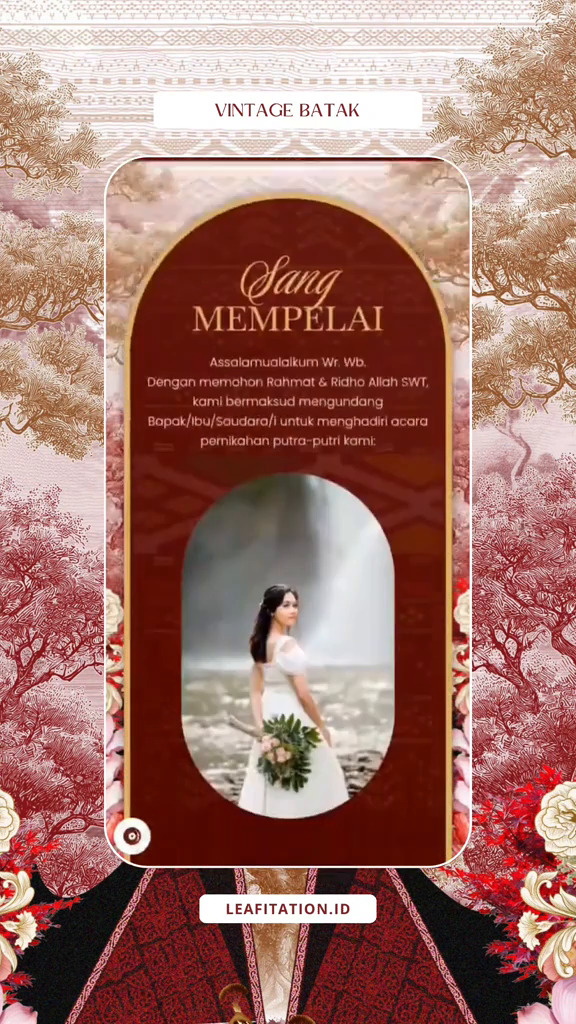 VINTAGE BATAK
Sang
MEMPELAI
Assalamualaikum Wr. Wb.
Dengan memohon Rahmat & Ridho Allah SWT,
kami bermaksud mengundang
Bapak/Ibu/Saudara/i untuk menghadiri acara
pernikahan putra-putri kami:
LEAFITATION.ID